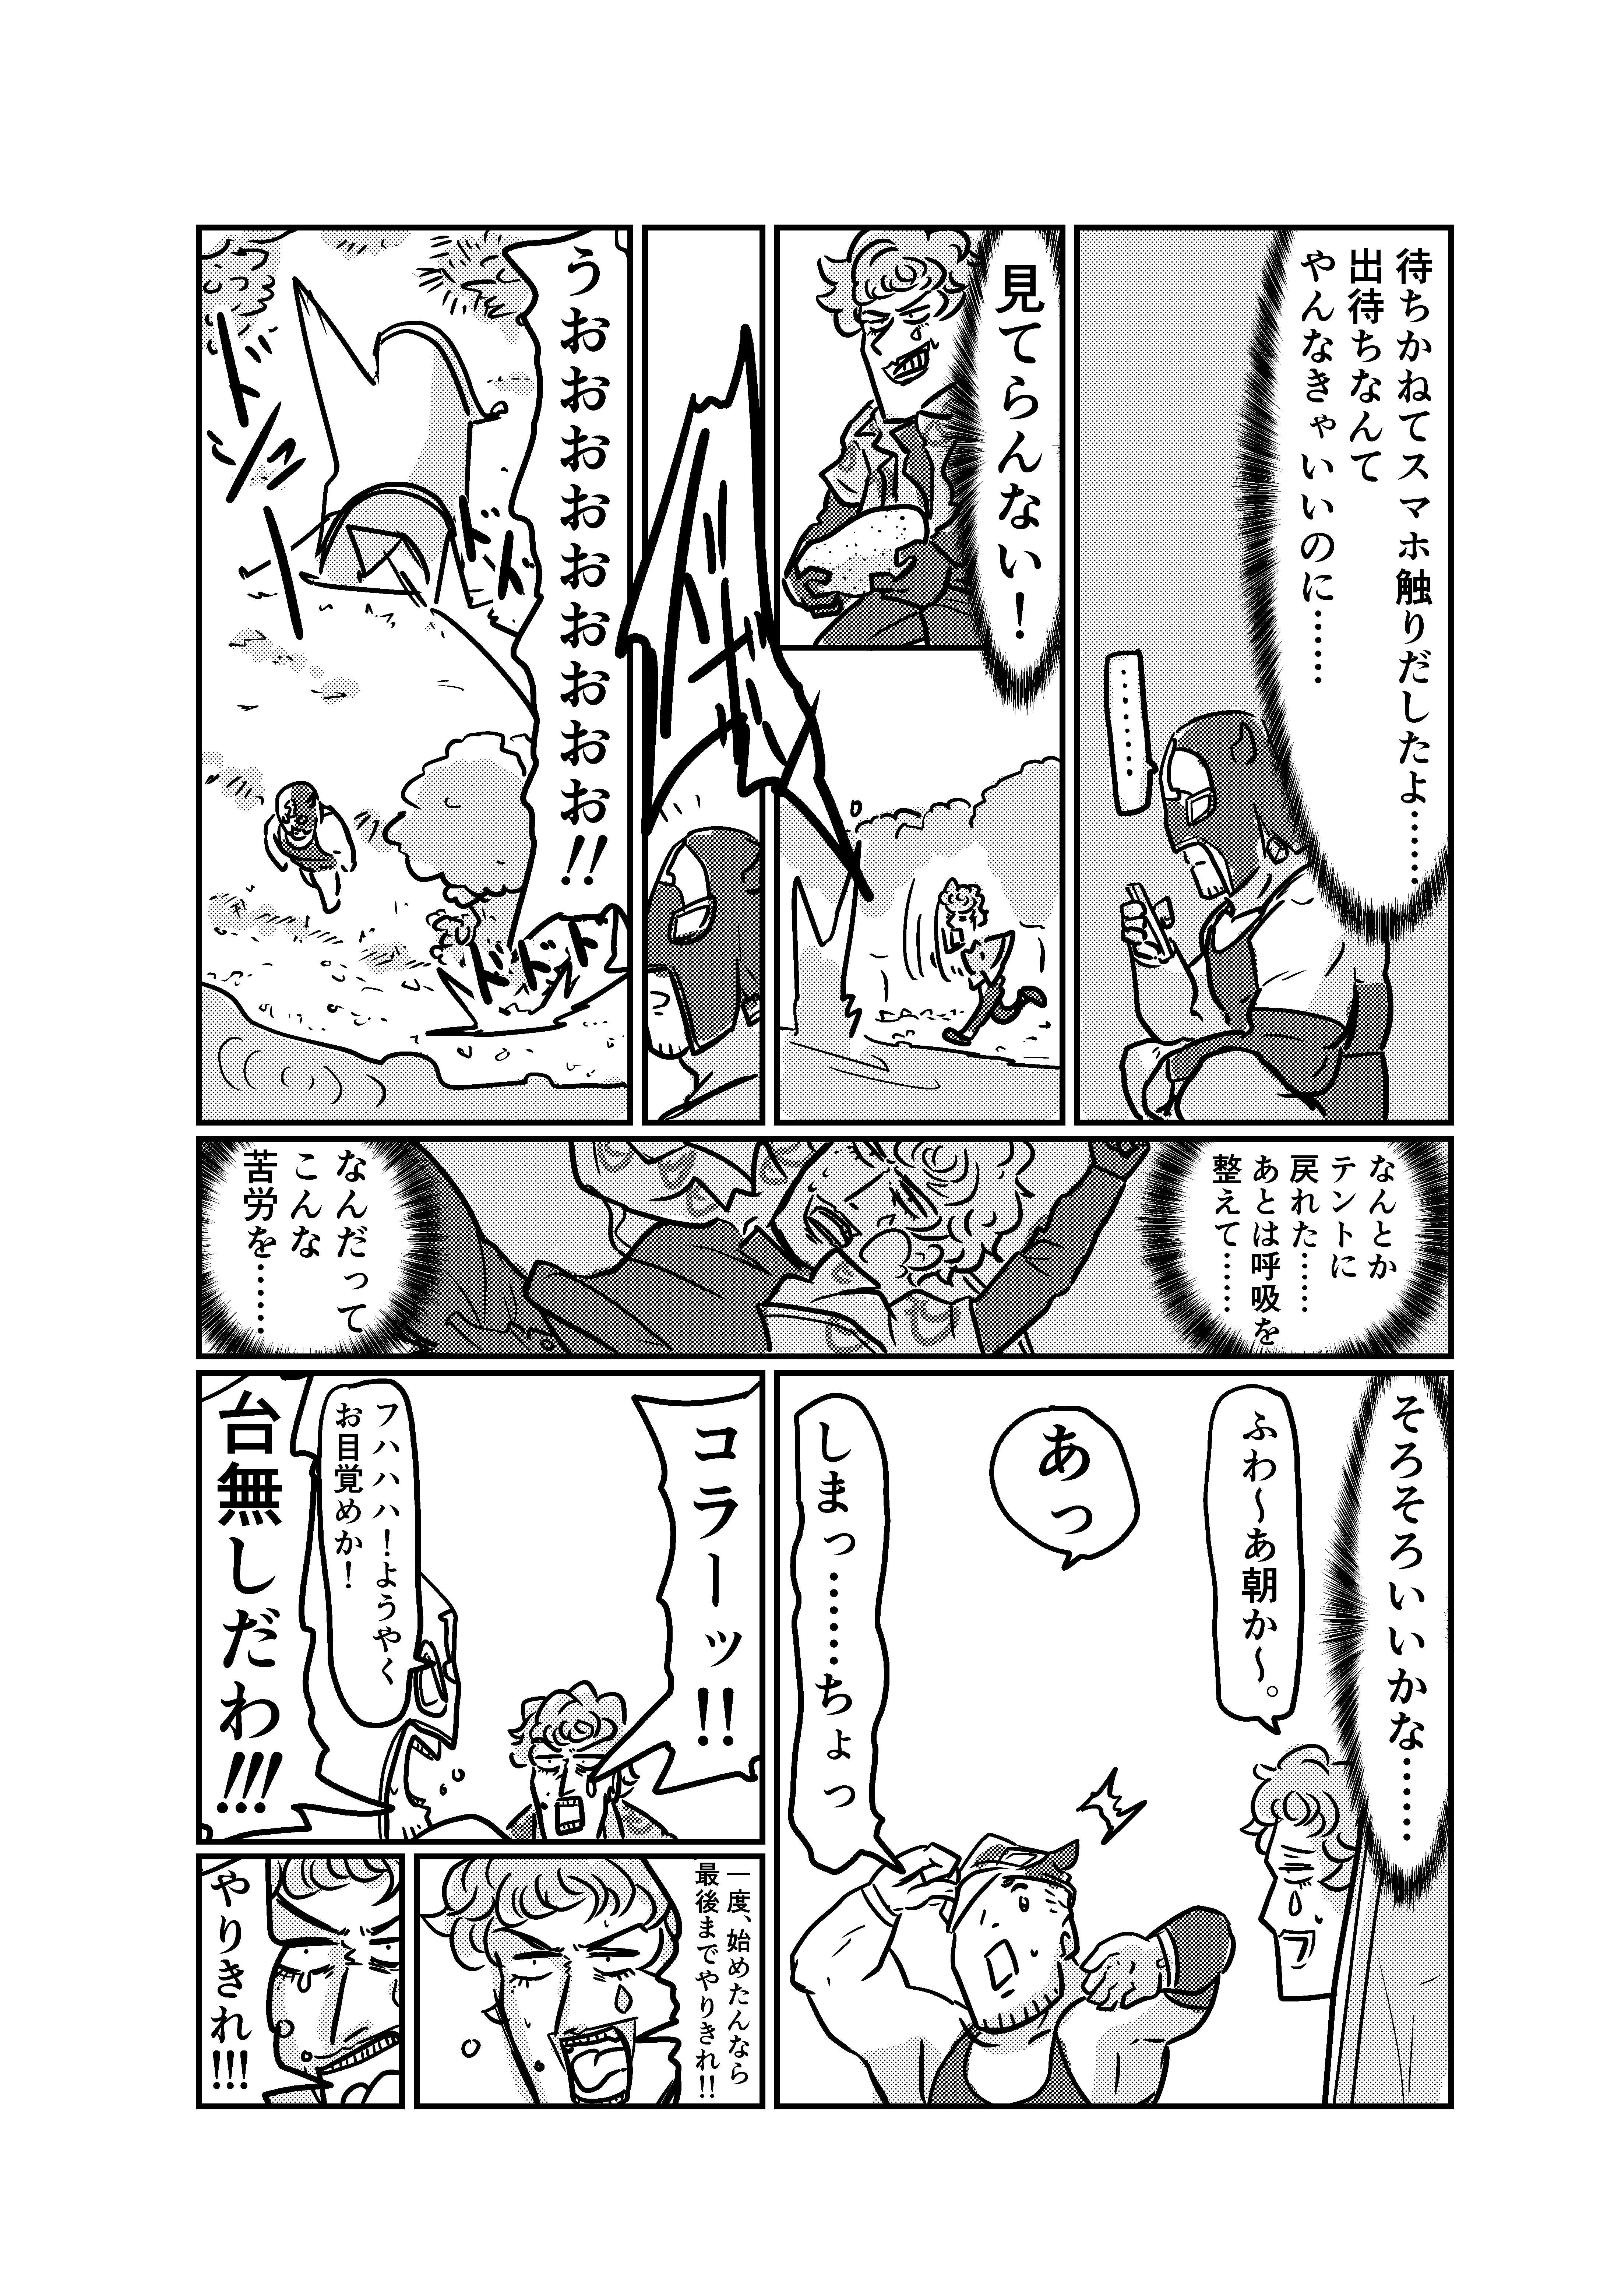 待ちかねてスマホ触りだしたよ……
出待ちなんて
やんなきゃいいのに……
………
見てらんない！
うおおおおおおおおお!!
ドドン
ドドド
ドドド
なんとか
テントに
戻れた……
あとは呼吸を
整えて……
なんだって
こんな
苦労を……
そろそろいいかな……
ふわ〜あ朝か〜。
あっ
しまっ……ちょっ
コラーッ!!
フハハハ！ようやく
お目覚めか！
台無しだわ!!!
一度、始めたんなら
最後までやりきれ!!
やりきれ!!!